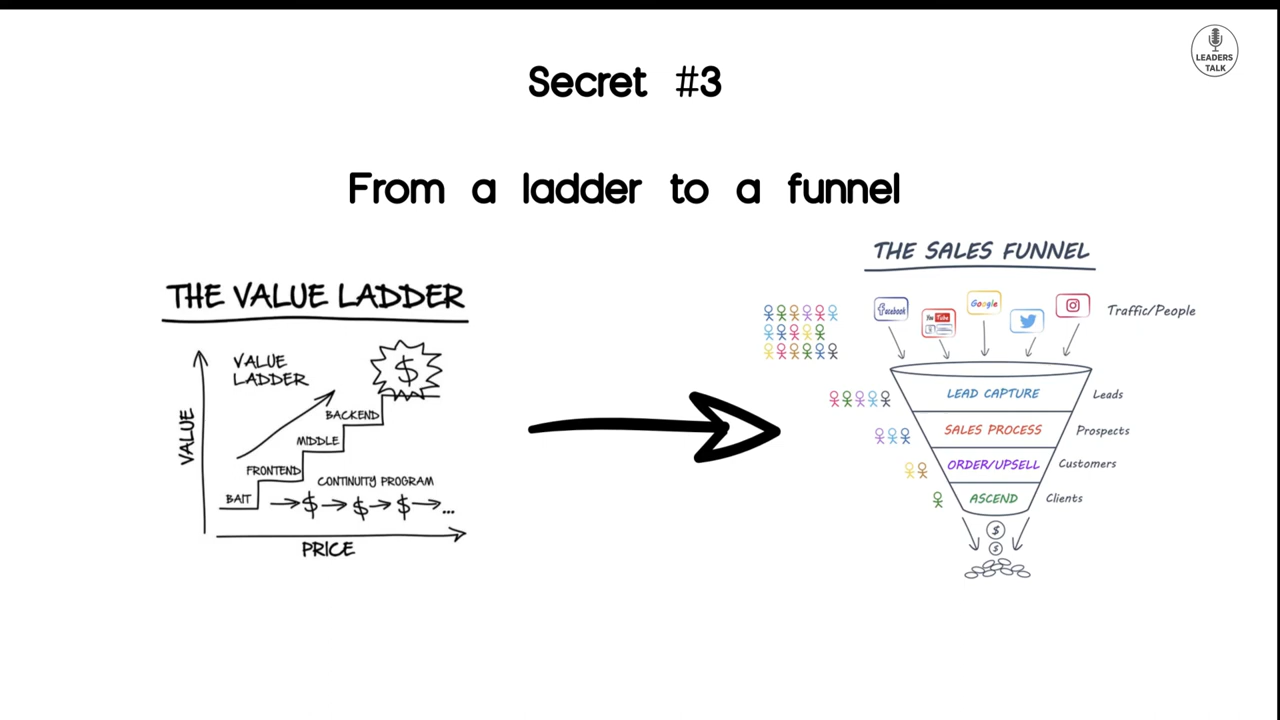 LEADERS
TALK
Secret #3
From a ladder to a funnel
THE VALUE LADDER
VALUE
LADDER
$
BACKEND
MIDDLE
FRONTEND
BAIT
CONTINUITY PROGRAM
$ $ $ ...
VALUE
PRICE
THE SALES FUNNEL
facebook
YouTube
Google
Traffic/People
LEAD CAPTURE
Leads
SALES PROCESS
Prospects
ORDER/UPSELL
Customers
ASCEND
Clients
$
$